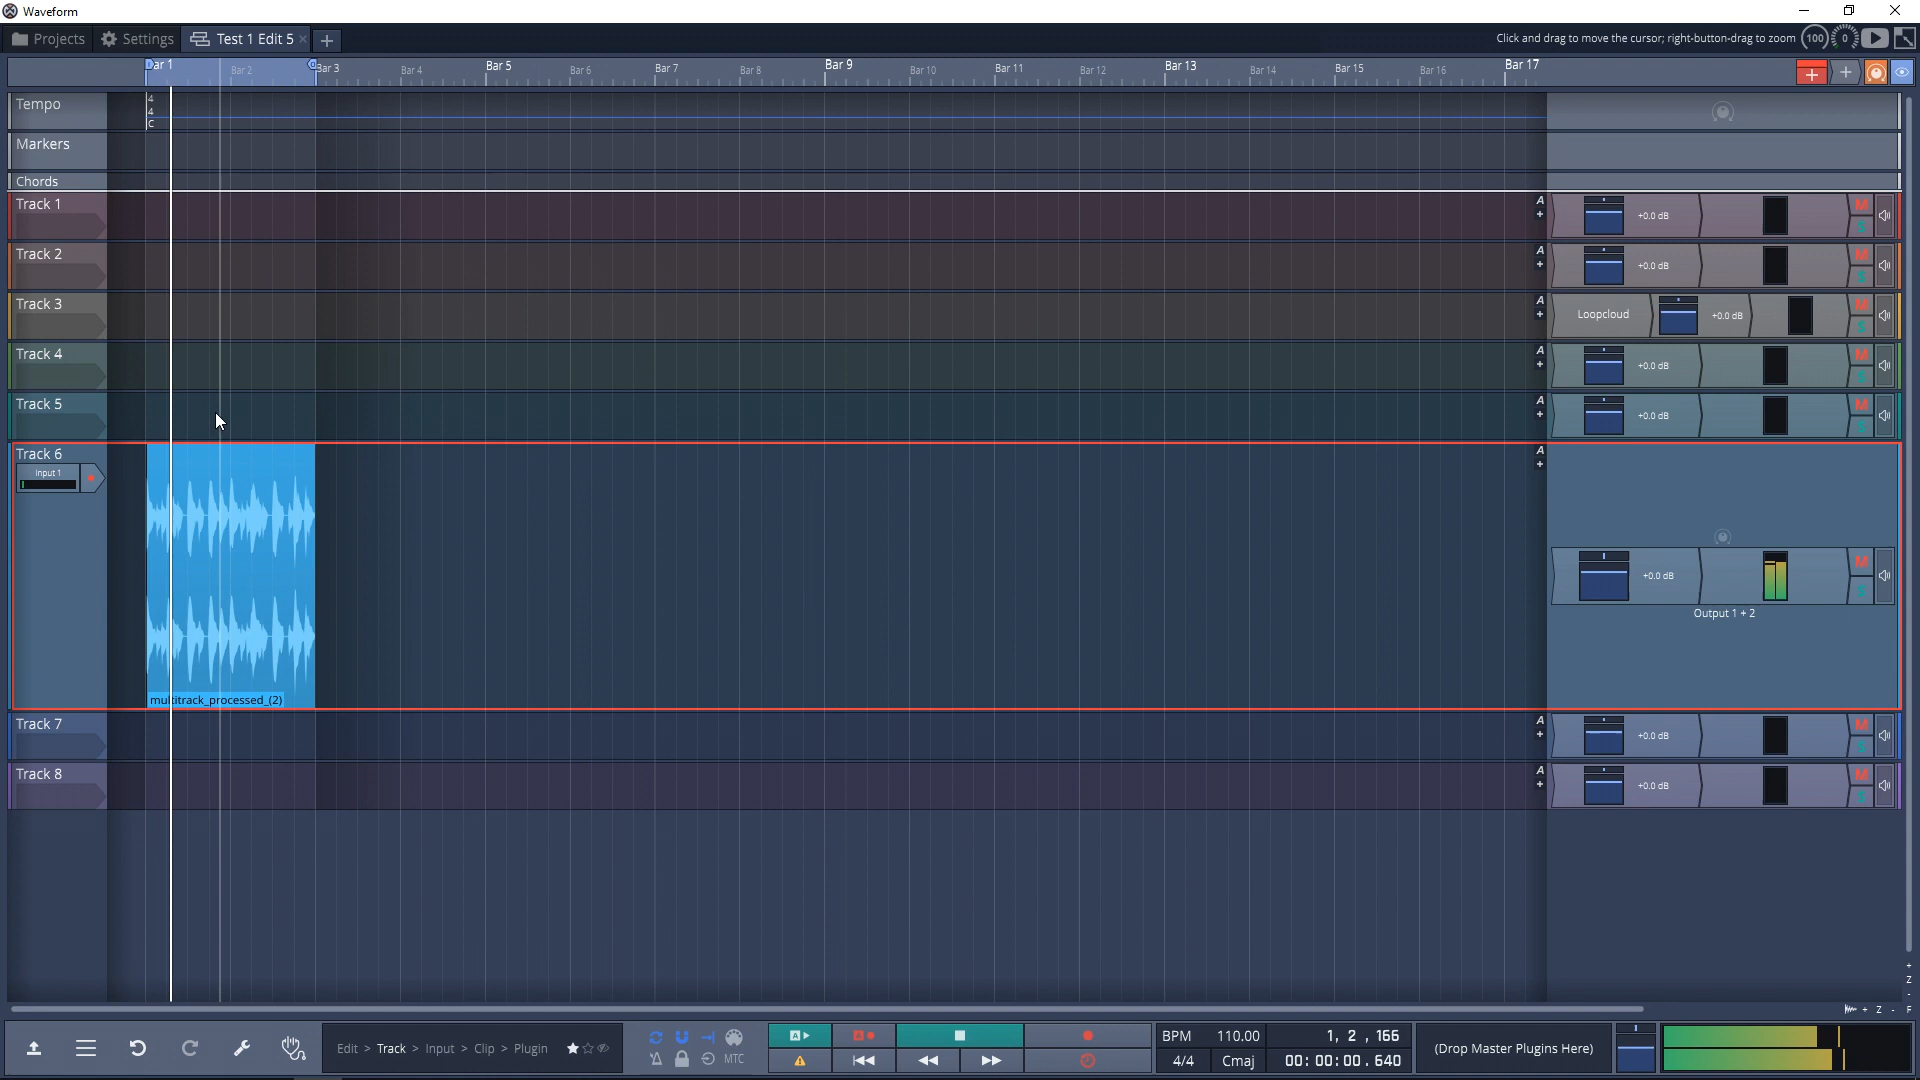 Waveform
Projects
Settings
Test 1 Edit 5
Click and drag to move the cursor; right-button-drag to zoom
100
0
Bar 1
Bar 2
Bar 3
Bar 4
Bar 5
Bar 6
Bar 7
Bar 8
Bar 9
Bar 10
Bar 11
Bar 12
Bar 13
Bar 14
Bar 15
Bar 16
Bar 17
Tempo
4
4
C
Markers
Chords
Track 1
A
+0.0 dB
M
S
Track 2
A
+0.0 dB
M
S
Track 3
A
Loopcloud
+0.0 dB
M
S
Track 4
A
+0.0 dB
M
S
Track 5
A
+0.0 dB
M
S
Track 6
Input 1
A
+0.0 dB
M
S
Output 1 + 2
multitrack_processed_(2)
Track 7
A
+0.0 dB
M
S
Track 8
A
+0.0 dB
M
S
+
Z
-
+ Z - F
Edit > Track > Input > Clip > Plugin
MTC
A
A
BPM 110.00
1, 2 , 166
4/4 Cmaj
00: 00: 00 . 640
(Drop Master Plugins Here)